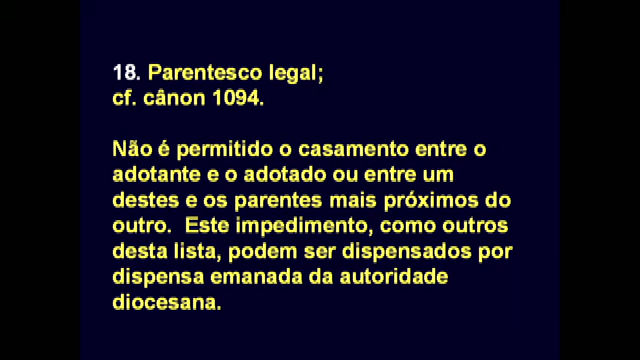 18. Parentesco legal;
cf. cânon 1094.
Não é permitido o casamento entre o
adotante e o adotado ou entre um
destes e os parentes mais próximos do
outro.  Este impedimento, como outros
desta lista, podem ser dispensados por
dispensa emanada da autoridade
diocesana.